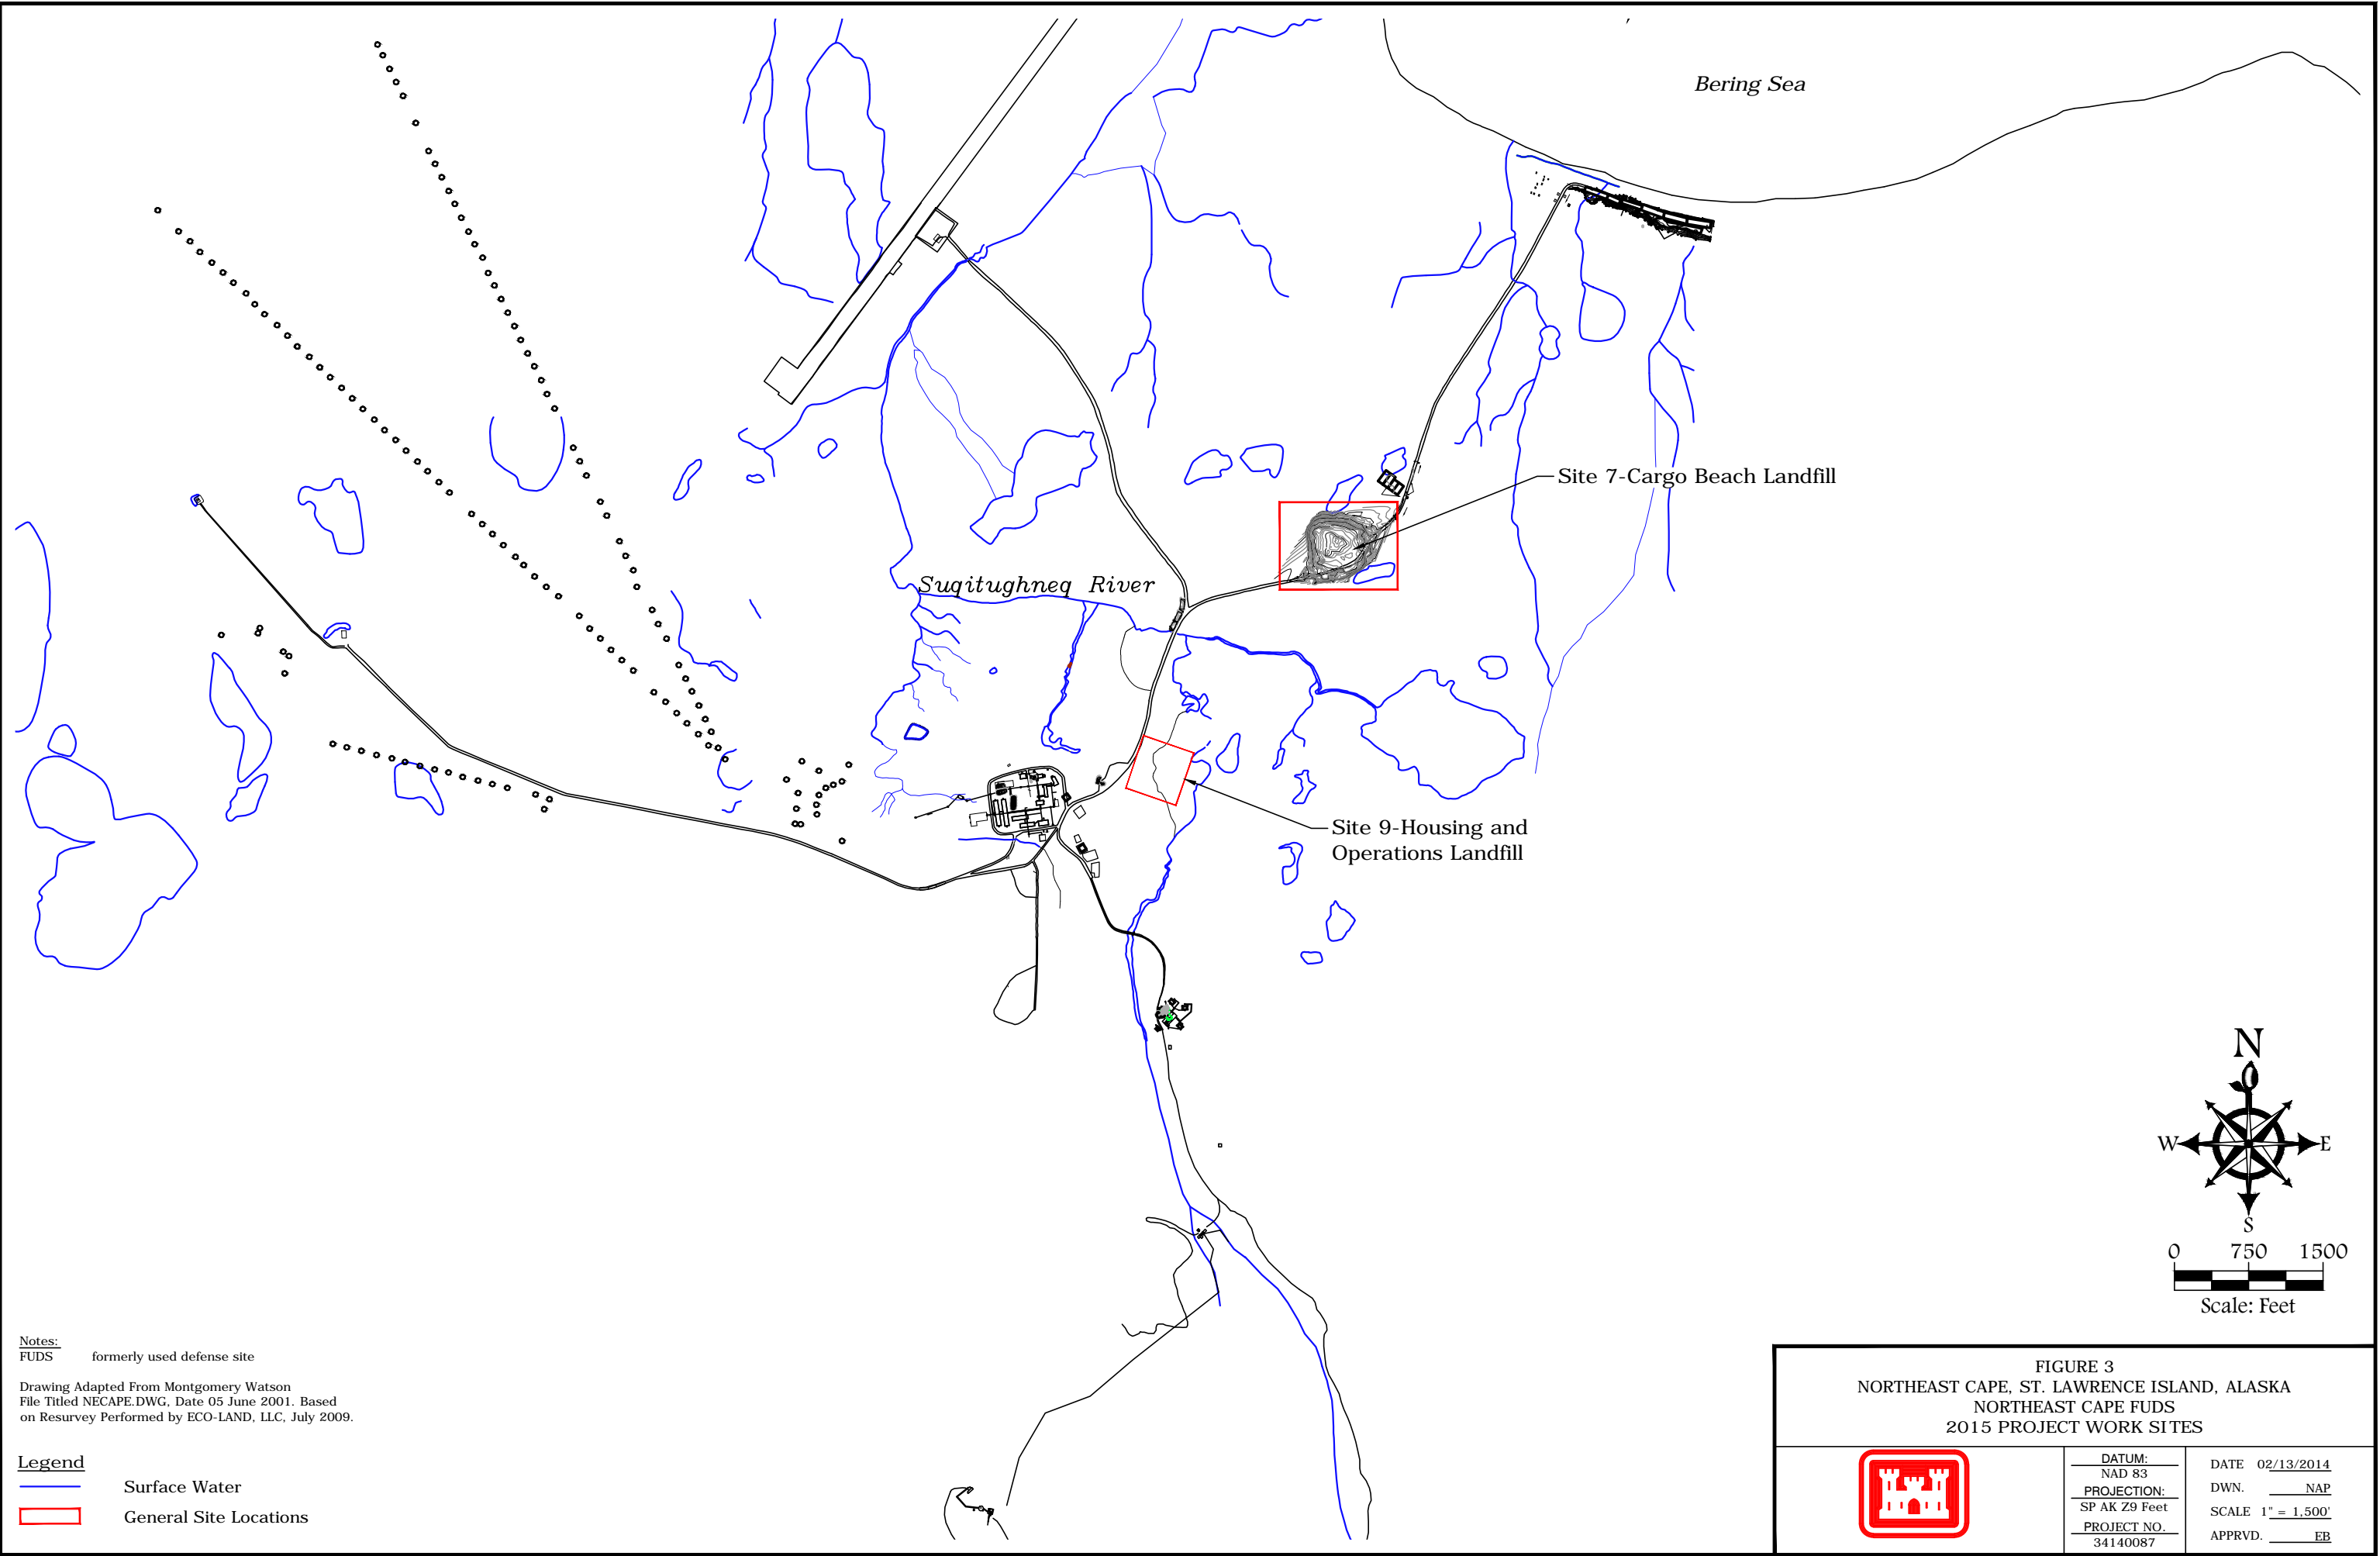 Bering Sea
Site 7-Cargo Beach Landfill
Suqitughneq River
Site 9-Housing and
Operations Landfill
N
W
E
S
0 750 1500
Scale: Feet
Notes:
FUDS formerly used defense site
Drawing Adapted From Montgomery Watson
File Titled NECAPE.DWG, Date 05 June 2001. Based
on Resurvey Performed by ECO-LAND, LLC, July 2009.
Legend
Surface Water
General Site Locations
FIGURE 3
NORTHEAST CAPE, ST. LAWRENCE ISLAND, ALASKA
NORTHEAST CAPE FUDS
2015 PROJECT WORK SITES
DATUM:
NAD 83
PROJECTION:
SP AK Z9 Feet
PROJECT NO.
34140087
DATE 02/13/2014
DWN. NAP
SCALE 1" = 1,500'
APPRVD. EB